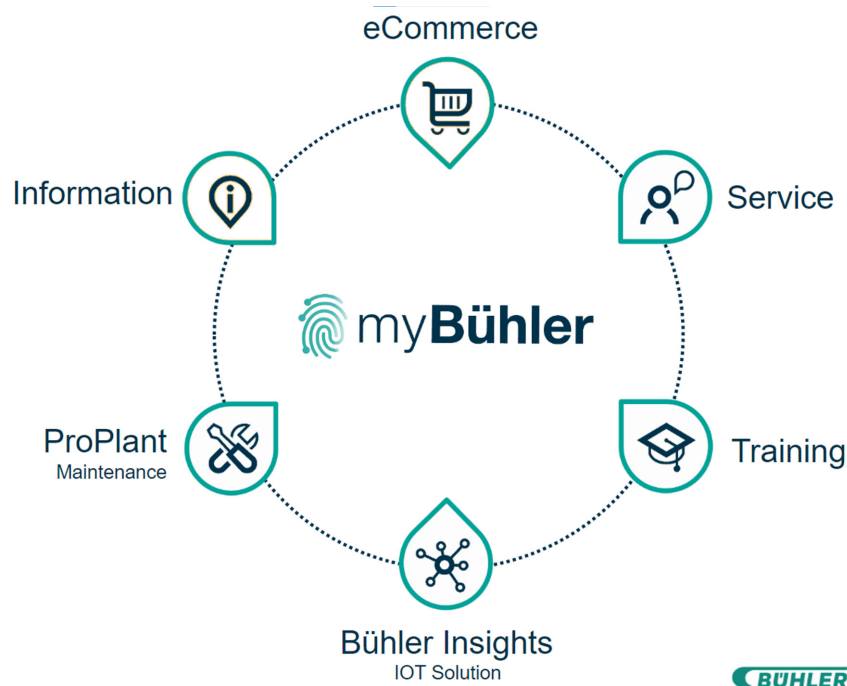 eCommerce
Information
Service
myBühler
ProPlant
Maintenance
Training
Bühler Insights
IOT Solution
BÜHLER